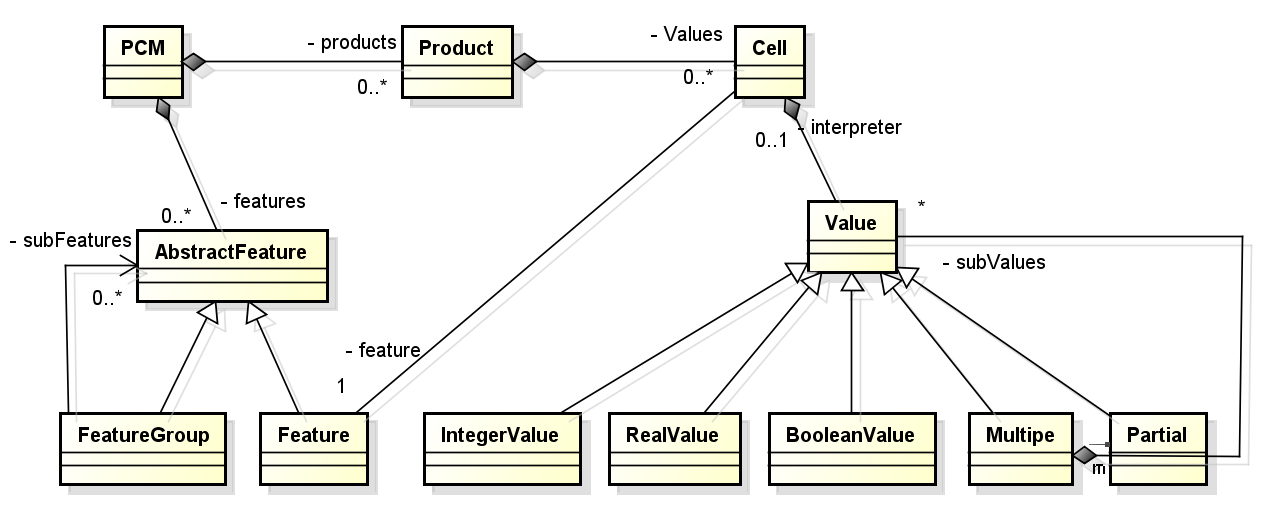 PCM
- products
0..*
Product
- Values
0..*
Cell
0..1
- interpreter
- features
0..*
- subFeatures
0..*
AbstractFeature
Value
*
- subValues
- feature
1
FeatureGroup
Feature
IntegerValue
RealValue
BooleanValue
Multipe
Partial